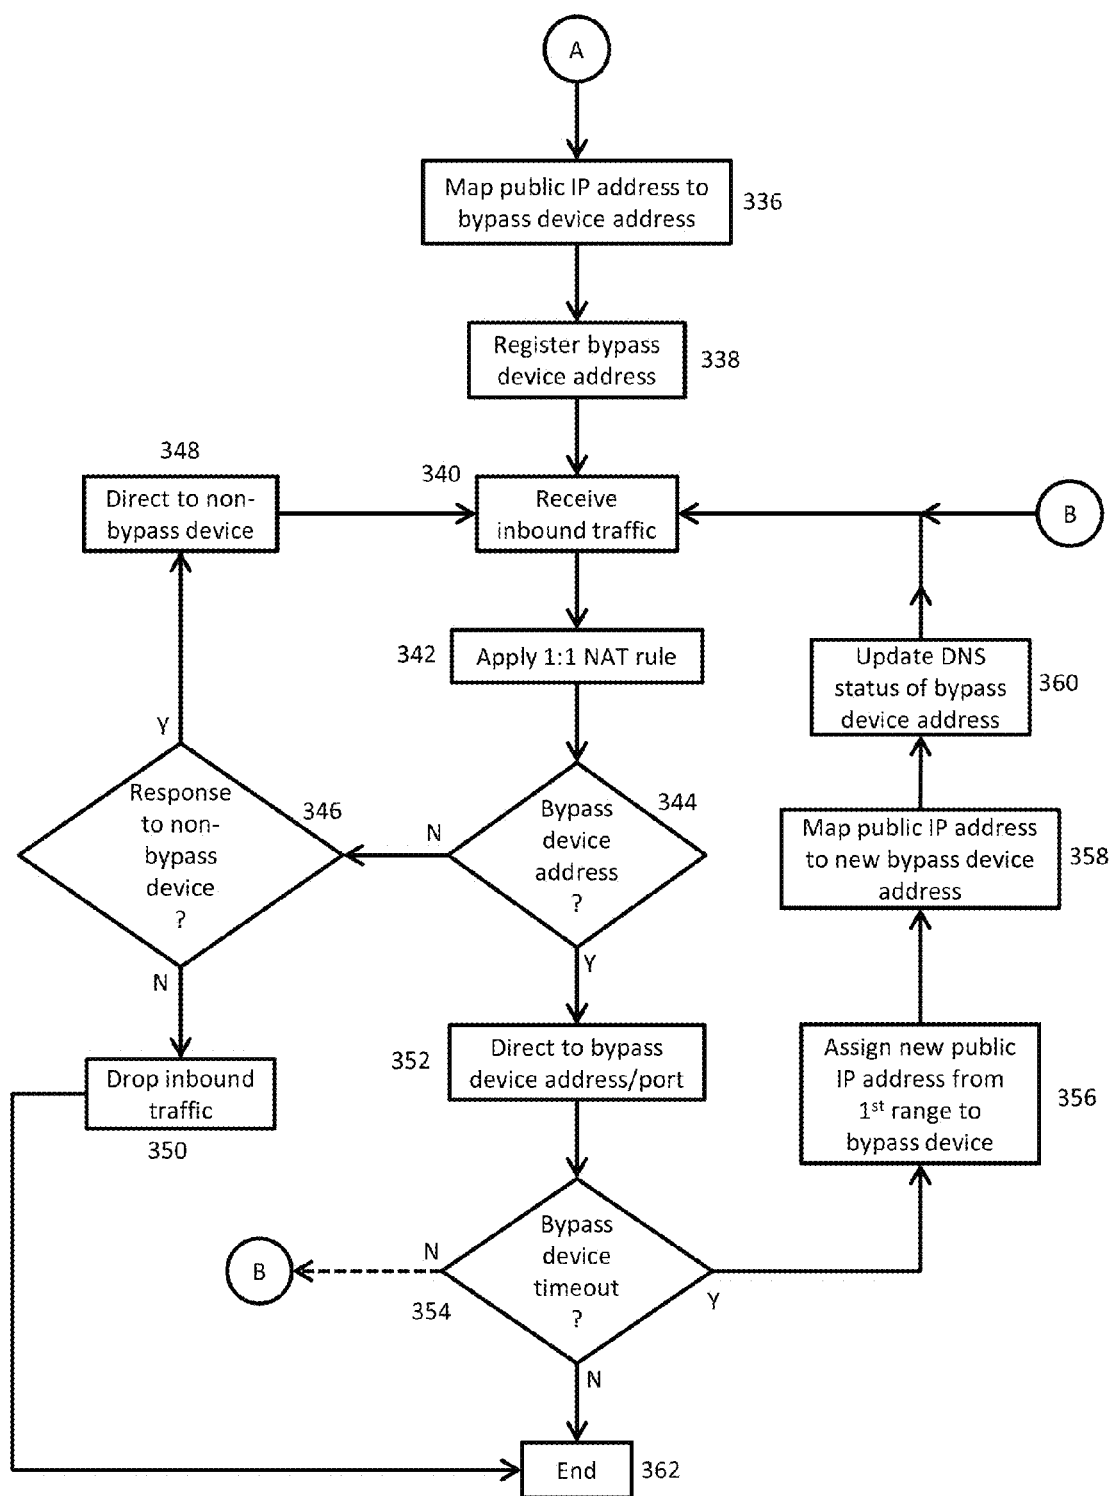 A
Map public IP address to
bypass device address
336
Register bypass
device address
338
348
Direct to non-
bypass device
340
Receive
inbound traffic
B
342
Apply 1:1 NAT rule
Update DNS
status of bypass
device address
360
Y
Response
to non-
bypass
device
?
346
N
Bypass
device
address
?
344
Map public IP address
to new bypass device
address
358
N
Y
352
Direct to bypass
device address/port
Assign new public
IP address from
1st range to
bypass device
356
Drop inbound
traffic
350
B
N
354
Bypass
device
timeout
?
Y
N
End
362